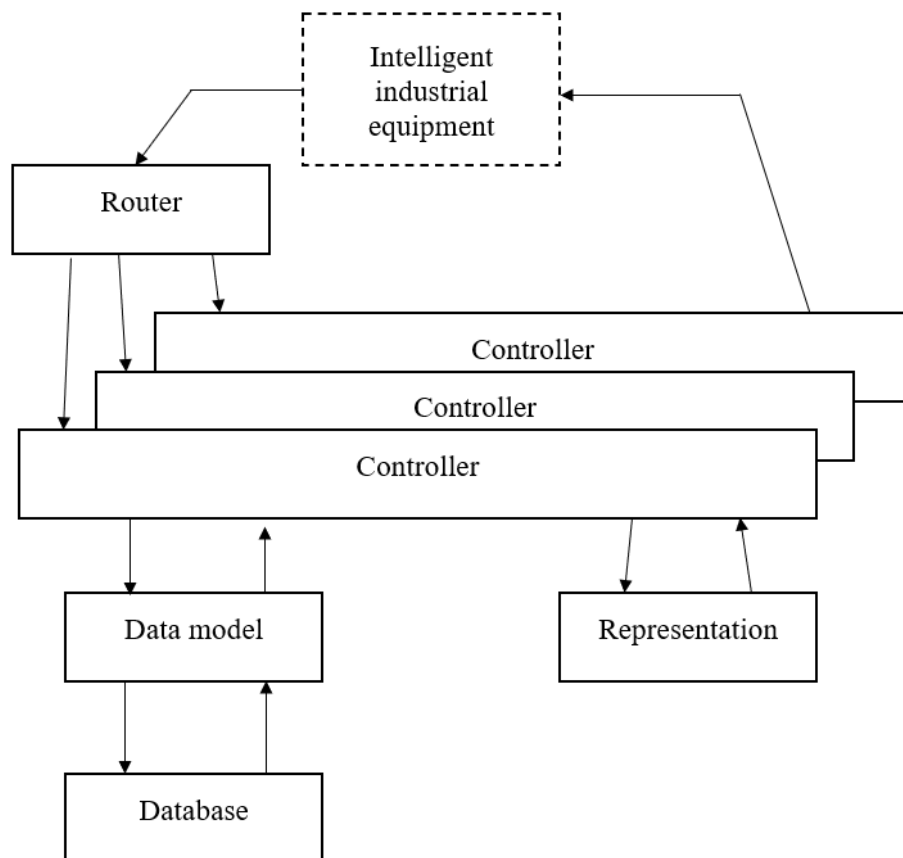 Intelligent
industrial
equipment
Router
Controller
Controller
Controller
Data model
Representation
Database